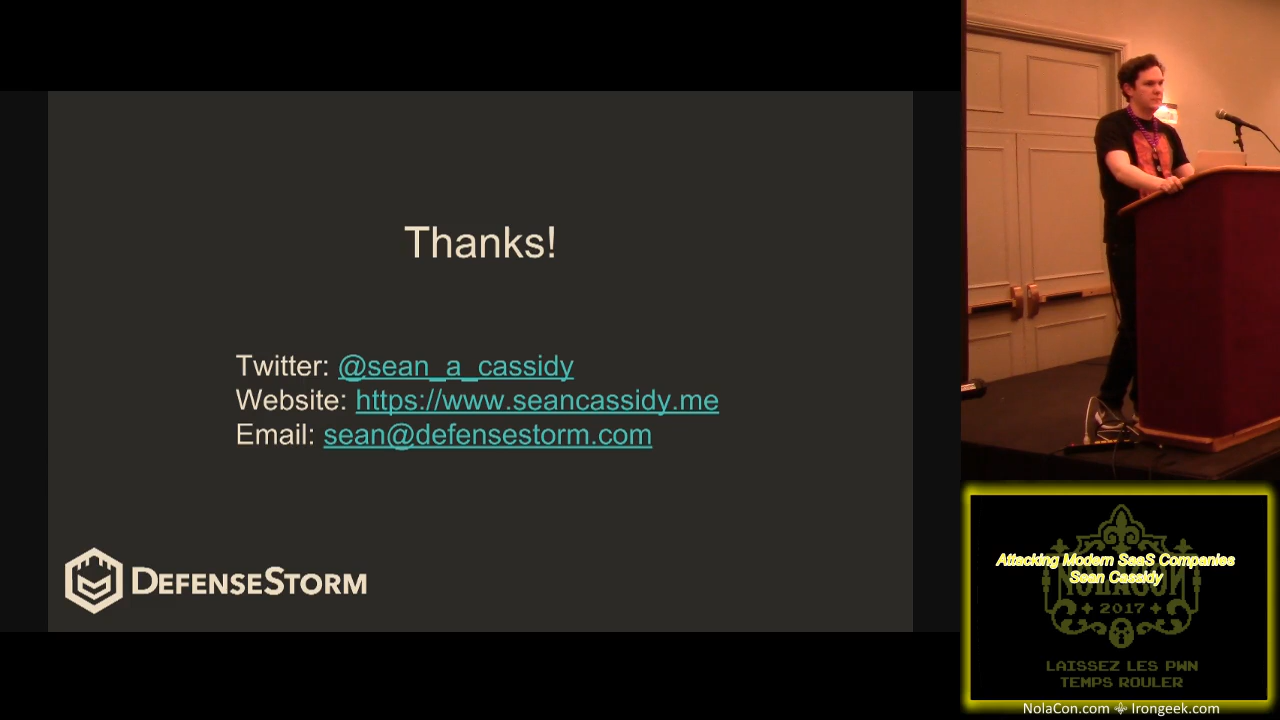 Thanks!
Twitter: @sean_a_cassidy
Website: https://www.seancassidy.me
Email: sean@defensestorm.com
DEFENSESTORM
Attacking Modern SaaS Companies
Sean Cassidy
NOLACON
2017
LAISSEZ LES PWN
TEMPS ROULER
NolaCon.com ⚜ Irongeek.com